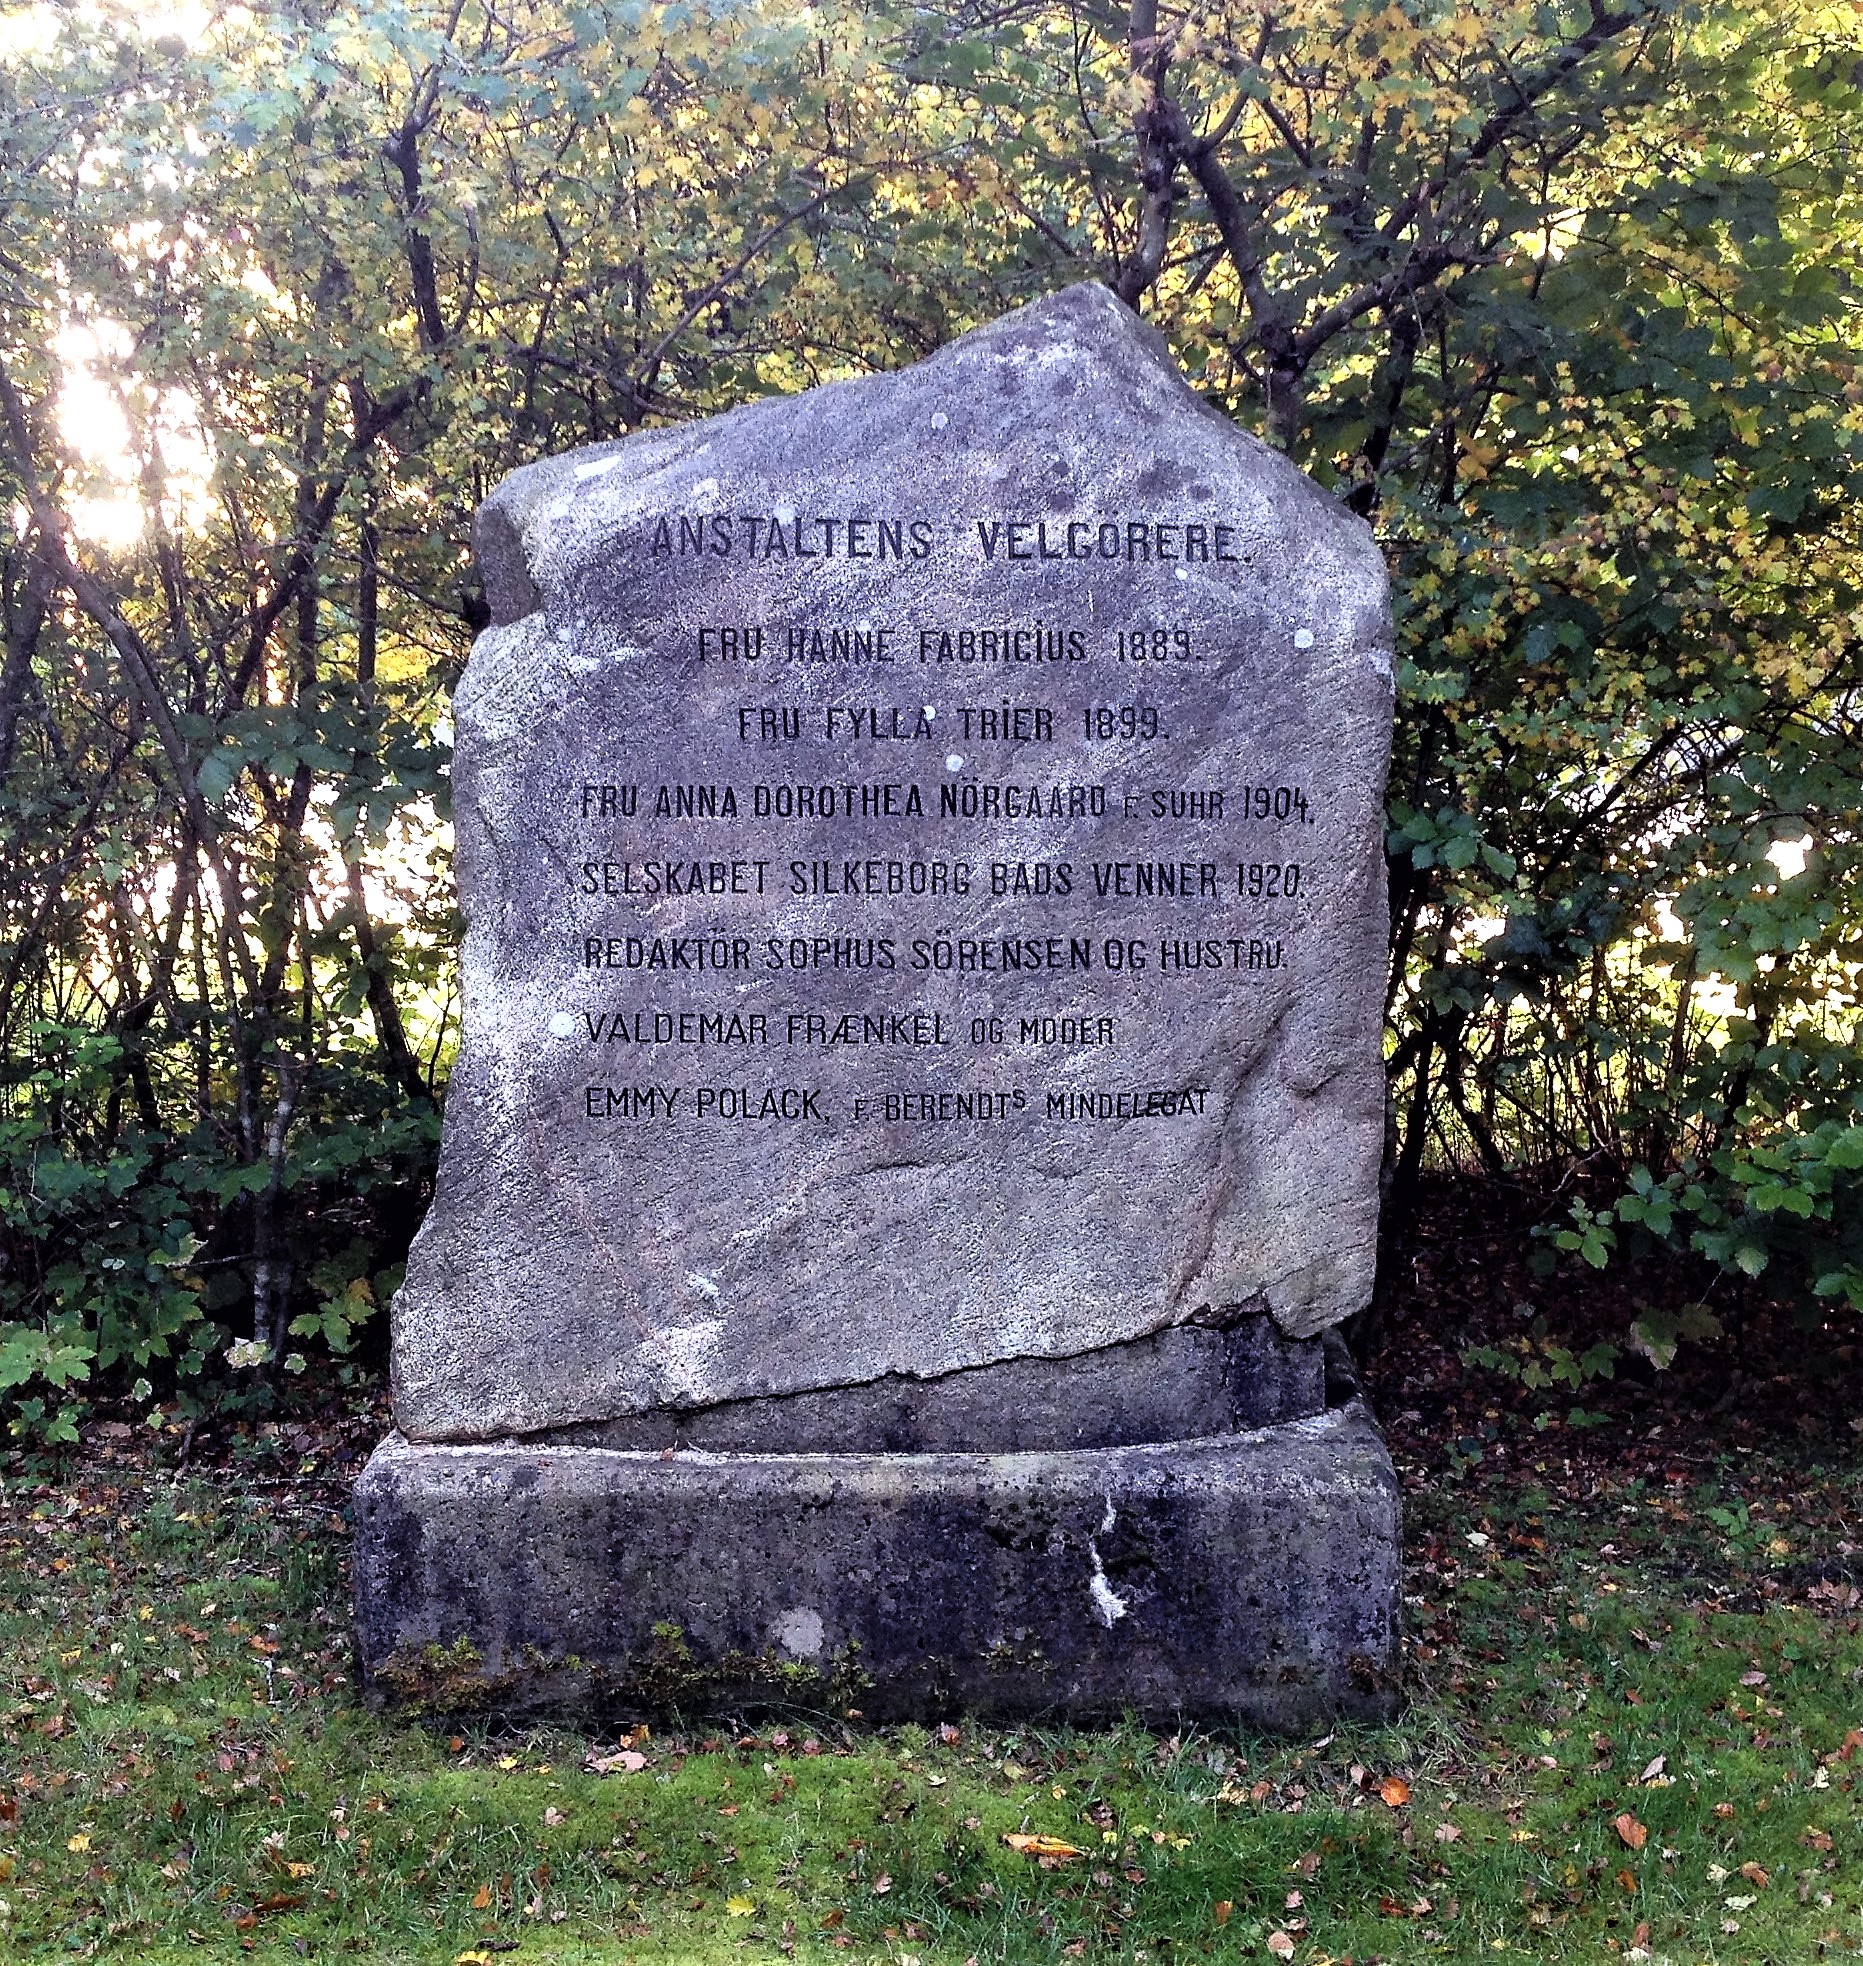 ANSTALTENS VELGÖRERE.
FRU HANNE FABRICIUS 1889.
FRU FYLLA TRIER 1899.
FRU ANNA DOROTHEA NÖRGAARD F. SUHR 1904.
SELSKABET SILKEBORG BADS VENNER 1920.
REDAKTÖR SOPHUS SÖRENSEN OG HUSTRU.
VALDEMAR FRÆNKEL OG MODER
EMMY POLACK, F. BERENDTS MINDELEGAT